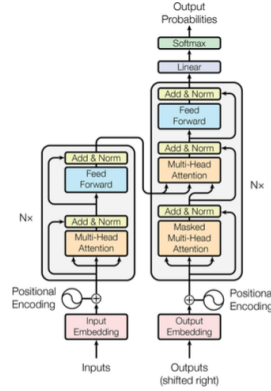 Output
Probabilities
Softmax
Linear
Add & Norm
Feed
Forward
Add & Norm
Multi-Head
Attention
Add & Norm
Masked
Multi-Head
Attention
Nx
Positional
Encoding
Output
Embedding
Outputs
(shifted right)
Add & Norm
Feed
Forward
Add & Norm
Multi-Head
Attention
Nx
Positional
Encoding
Input
Embedding
Inputs